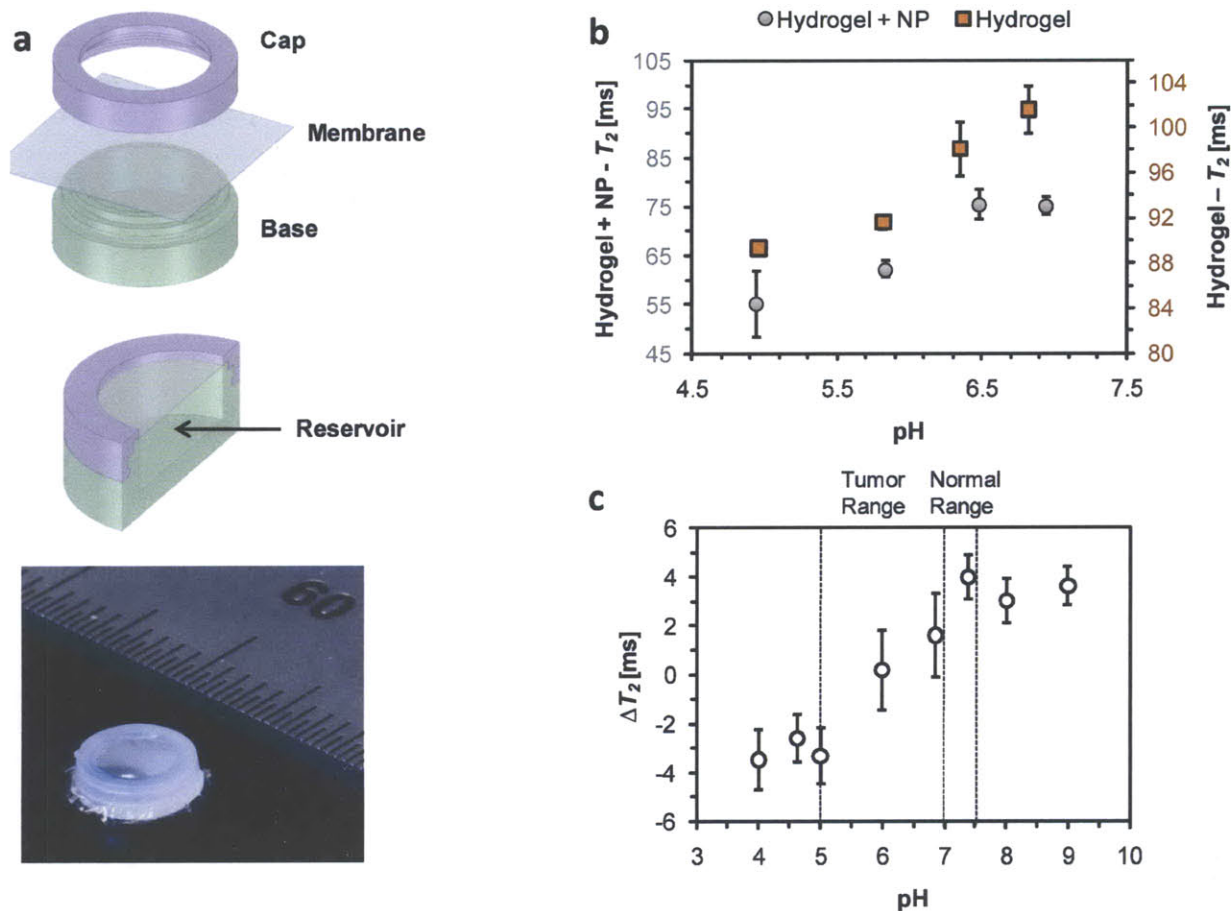 a
Cap
Membrane
Base
Reservoir
60
b
Hydrogel + NP
Hydrogel
Hydrogel + NP - T₂ [ms]
105
95
85
75
65
55
45
104
100
96
92
88
84
80
Hydrogel – T₂ [ms]
4.5 5.5 6.5 7.5
pH
c
Tumor Range
Normal Range
ΔT₂ [ms]
6
4
2
0
-2
-4
-6
3 4 5 6 7 8 9 10
pH